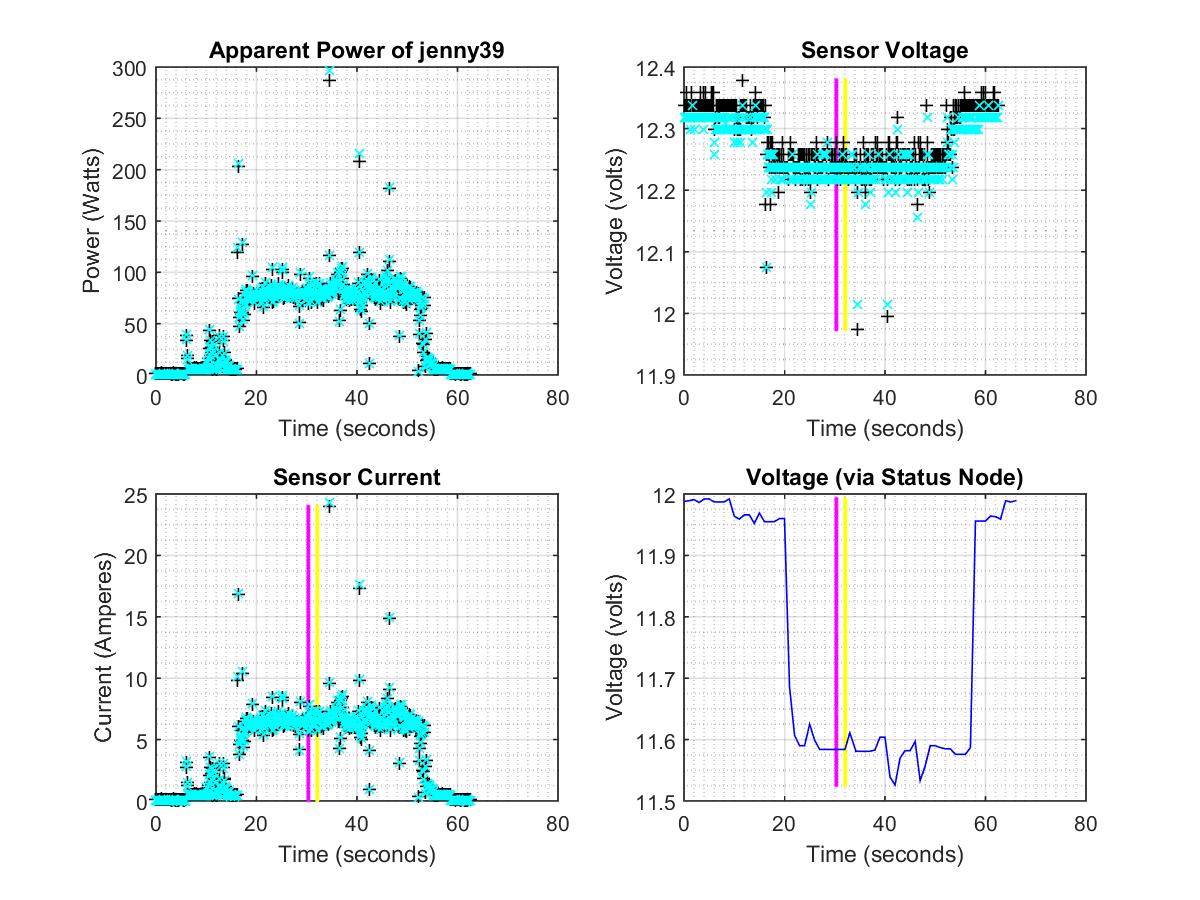 Apparent Power of jenny39
300
250
200
150
100
50
0
Power (Watts)
0 20 40 60 80
Time (seconds)
Sensor Voltage
12.4
12.3
12.2
12.1
12
11.9
Voltage (volts)
0 20 40 60 80
Time (seconds)
Sensor Current
25
20
15
10
5
0
Current (Amperes)
0 20 40 60 80
Time (seconds)
Voltage (via Status Node)
12
11.9
11.8
11.7
11.6
11.5
Voltage (volts)
0 20 40 60 80
Time (seconds)